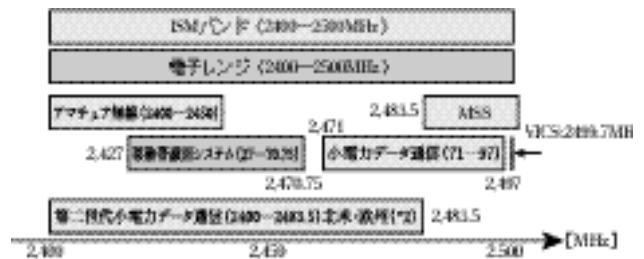 ISMバンド(2400―2500MHz)
電子レンジ(2400―2500MHz)
アマチュア無線(2400―2450)
2,483.5
MSS
2,471
VICS:2499.7MH
2,427
移動体識別システム(27―70.75)
小電力データ通信(71―97)
2,470.75
2,497
第二世代小電力データ通信(2400―2483.5)北米・欧州(*2)
2,483.5
2,400
2,450
2,500
[MHz]